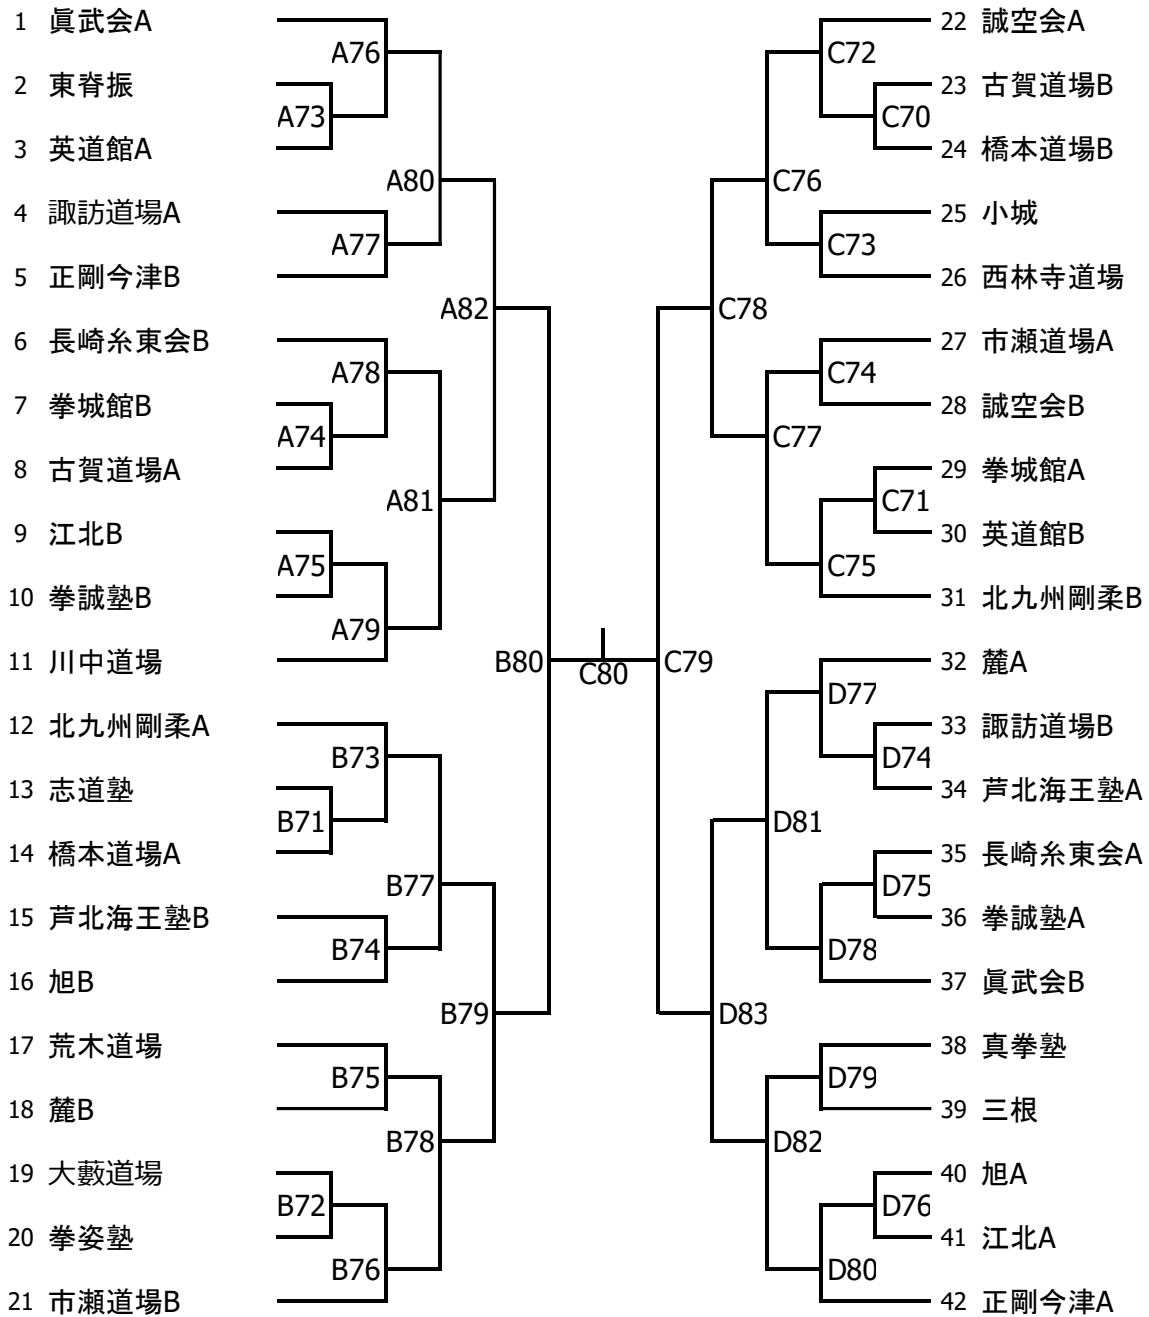 1 眞武会A
A76
2 東脊振
A73
3 英道館A
A80
4 諏訪道場A
A77
5 正剛今津B
A82
6 長崎糸東会B
A78
7 拳城館B
A74
8 古賀道場A
A81
9 江北B
A75
10 拳誠塾B
A79
11 川中道場
B80
12 北九州剛柔A
B73
13 志道塾
B71
14 橋本道場A
B77
15 芦北海王塾B
B74
16 旭B
B79
17 荒木道場
B75
18 麓B
B78
19 大藪道場
B72
20 拳姿塾
B76
21 市瀬道場B
C80
22 誠空会A
C72
23 古賀道場B
C70
24 橋本道場B
C76
25 小城
C73
26 西林寺道場
C78
27 市瀬道場A
C74
28 誠空会B
C77
29 拳城館A
C71
30 英道館B
C75
31 北九州剛柔B
C79
32 麓A
D77
33 諏訪道場B
D74
34 芦北海王塾A
D81
35 長崎糸東会A
D75
36 拳誠塾A
D78
37 眞武会B
D83
38 真拳塾
D79
39 三根
D82
40 旭A
D76
41 江北A
D80
42 正剛今津A